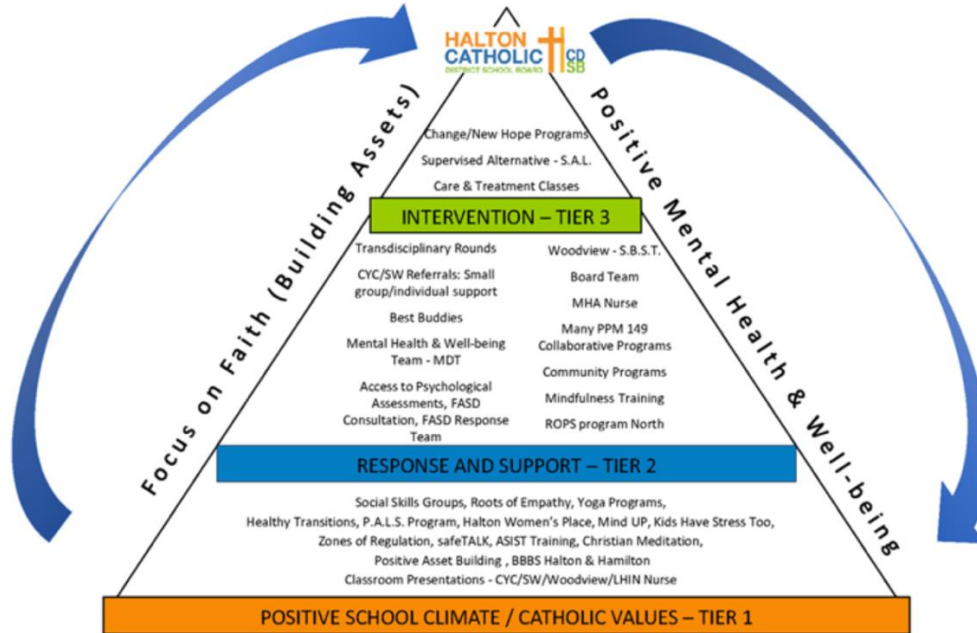 HALTON
CATHOLIC
DISTRICT SCHOOL BOARD
CD
SB
Focus on Faith (Building Assets)
Positive Mental Health & Well-being
Change/New Hope Programs
Supervised Alternative - S.A.L.
Care & Treatment Classes
INTERVENTION – TIER 3
Transdisciplinary Rounds
CYC/SW Referrals: Small
group/individual support
Best Buddies
Mental Health & Well-being
Team - MDT
Access to Psychological
Assessments, FASD
Consultation, FASD Response
Team
Woodview - S.B.S.T.
Board Team
MHA Nurse
Many PPM 149
Collaborative Programs
Community Programs
Mindfulness Training
ROPS program North
RESPONSE AND SUPPORT – TIER 2
Social Skills Groups, Roots of Empathy, Yoga Programs,
Healthy Transitions, P.A.L.S. Program, Halton Women's Place, Mind UP, Kids Have Stress Too,
Zones of Regulation, safeTALK, ASIST Training, Christian Meditation,
Positive Asset Building , BBBS Halton & Hamilton
Classroom Presentations - CYC/SW/Woodview/LHIN Nurse
POSITIVE SCHOOL CLIMATE / CATHOLIC VALUES – TIER 1